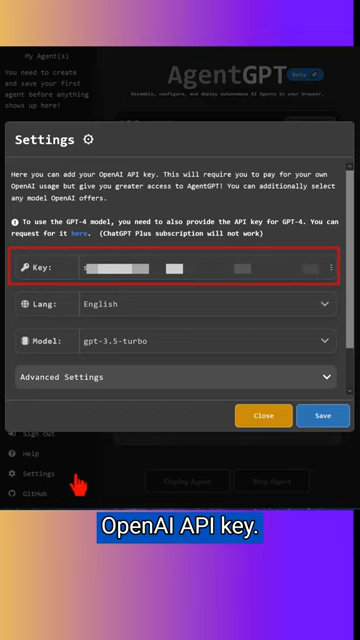 My Agent(s)
You need to create
and save your first
agent before anything
shows up here!
AgentGPT
Beta
Assemble, configure, and deploy autonomous AI Agents in your browser.
Settings
Here you can add your OpenAI API key. This will require you to pay for your own
OpenAI usage but give you greater access to AgentGPT! You can additionally select
any model OpenAI offers.
To use the GPT-4 model, you need to also provide the API key for GPT-4. You can
request for it here. (ChatGPT Plus subscription will not work)
Key:
Lang:
English
Model:
gpt-3.5-turbo
Advanced Settings
Close
Save
Sign Out
Help
Settings
GitHub
Deploy Agent
Stop Agent
OpenAI API key.